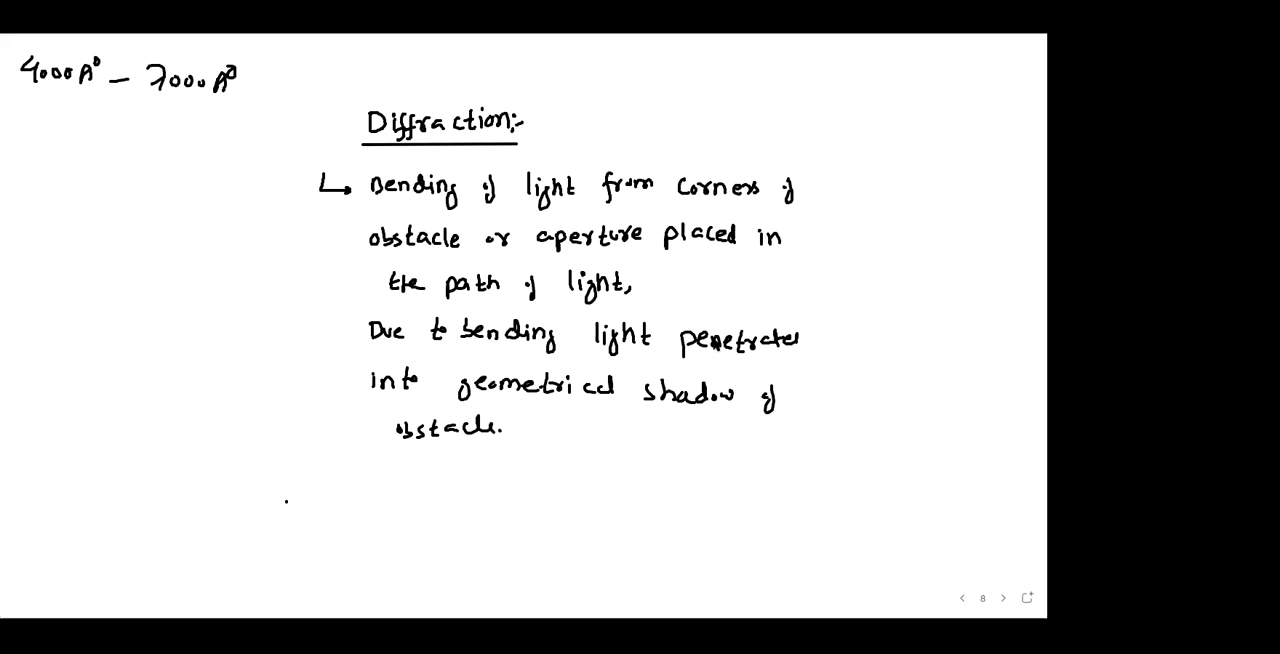 4000A° - 7000A°
Diffraction:-
↳ Bending of light from corners of
obstacle or aperture placed in
the path of light,
Due to bending light penetrates
into geometrical shadow of
obstacle.
8